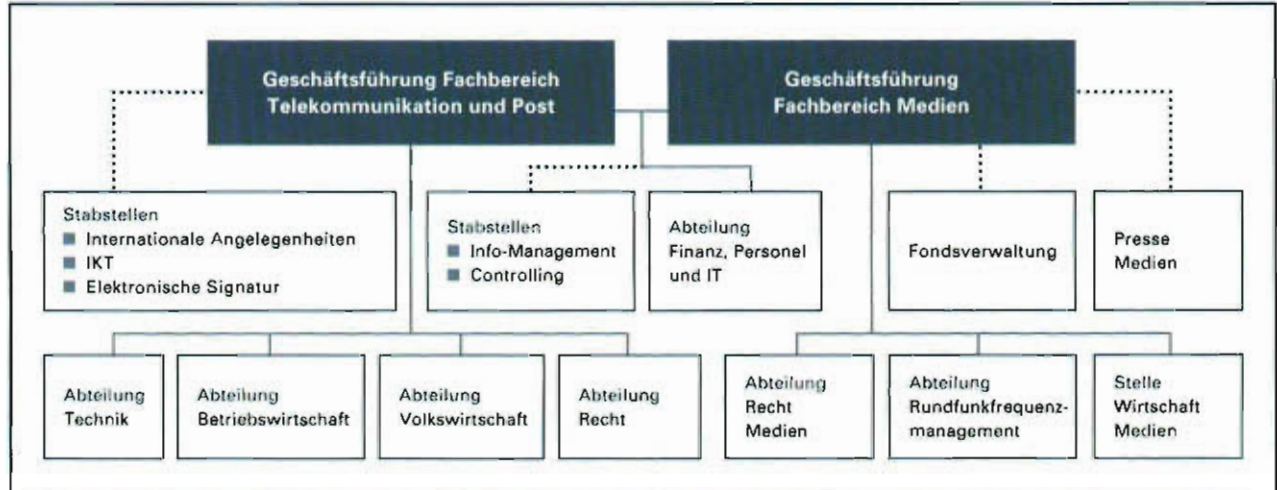 Geschäftsführung Fachbereich
Telekommunikation und Post
Geschäftsführung
Fachbereich Medien
Stabstellen
Internationale Angelegenheiten
IKT
Elektronische Signatur
Stabstellen
Info-Management
Controlling
Abteilung
Finanz, Personel
und IT
Fondsverwaltung
Presse
Medien
Abteilung
Technik
Abteilung
Betriebswirtschaft
Abteilung
Volkswirtschaft
Abteilung
Recht
Abteilung
Recht
Medien
Abteilung
Rundfunkfrequenz-
management
Stelle
Wirtschaft
Medien